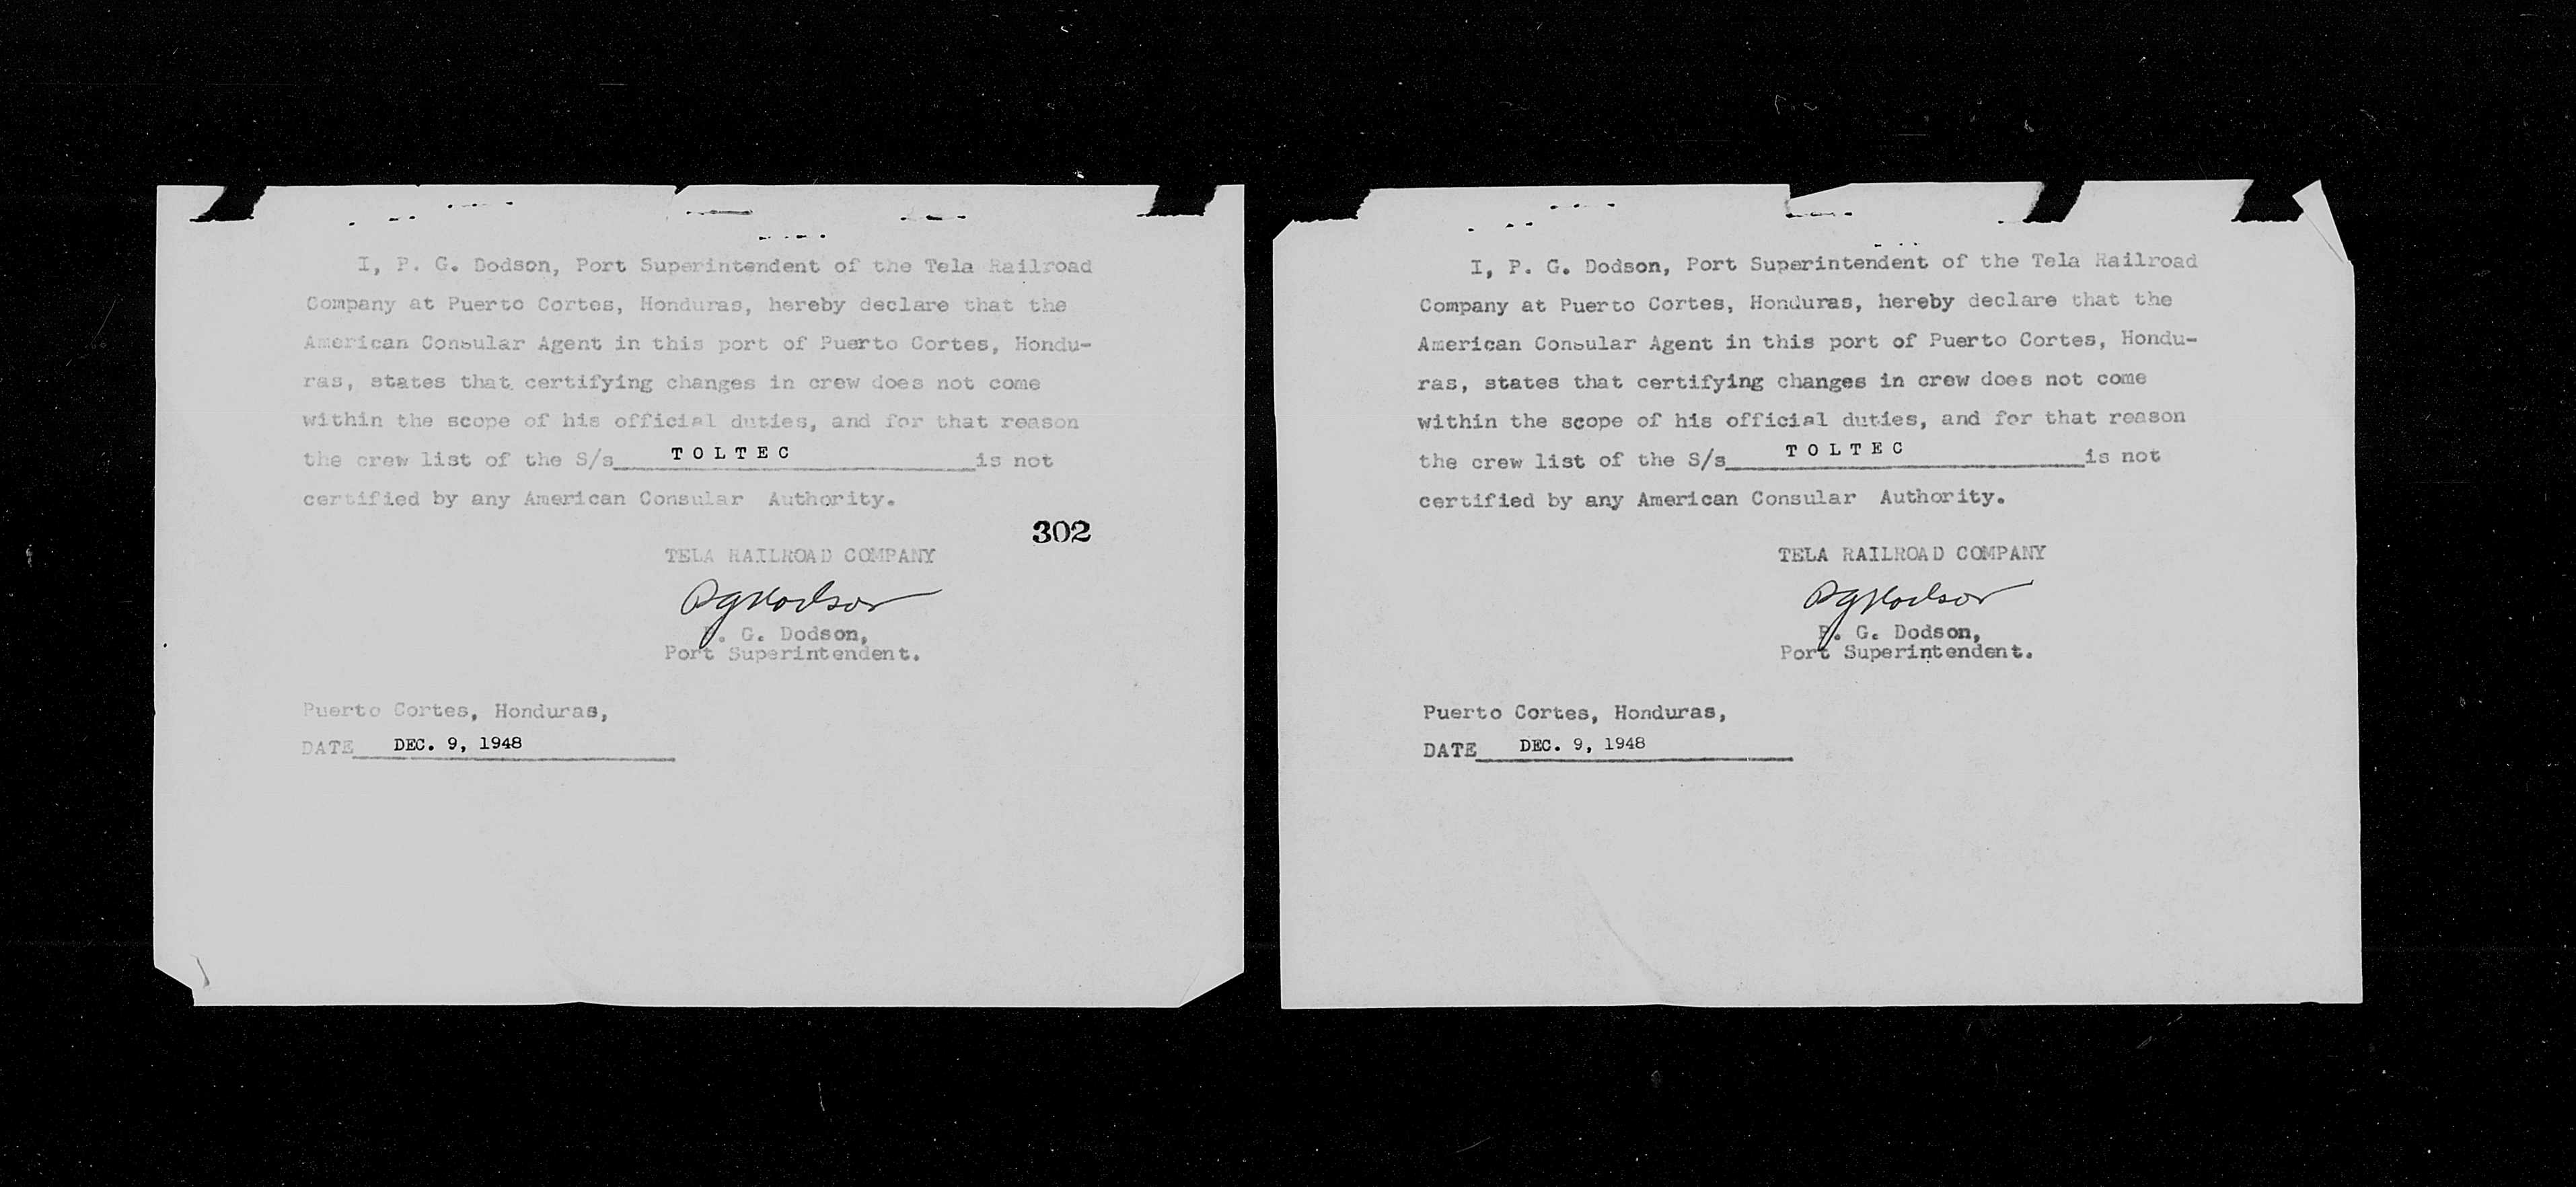 I, P. G. Dodson, Port Superintendent of the Tela Railroad
Company at Puerto Cortes, Honduras, hereby declare that the
American Consular Agent in this port of Puerto Cortes, Hondu-
ras, states that certifying changes in crew does not come
within the scope of his official duties, and for that reason
the crew list of the S/s TOLTEC is not
certified by any American Consular Authority.
302
TELA RAILROAD COMPANY
PGDodson
P. G. Dodson,
Port Superintendent.
Puerto Cortes, Honduras,
DATE DEC. 9, 1948
I, P. G. Dodson, Port Superintendent of the Tela Railroad
Company at Puerto Cortes, Honduras, hereby declare that the
American Consular Agent in this port of Puerto Cortes, Hondu-
ras, states that certifying changes in crew does not come
within the scope of his official duties, and for that reason
the crew list of the S/s TOLTEC is not
certified by any American Consular Authority.
TELA RAILROAD COMPANY
PGDodson
P. G. Dodson,
Port Superintendent.
Puerto Cortes, Honduras,
DATE DEC. 9, 1948